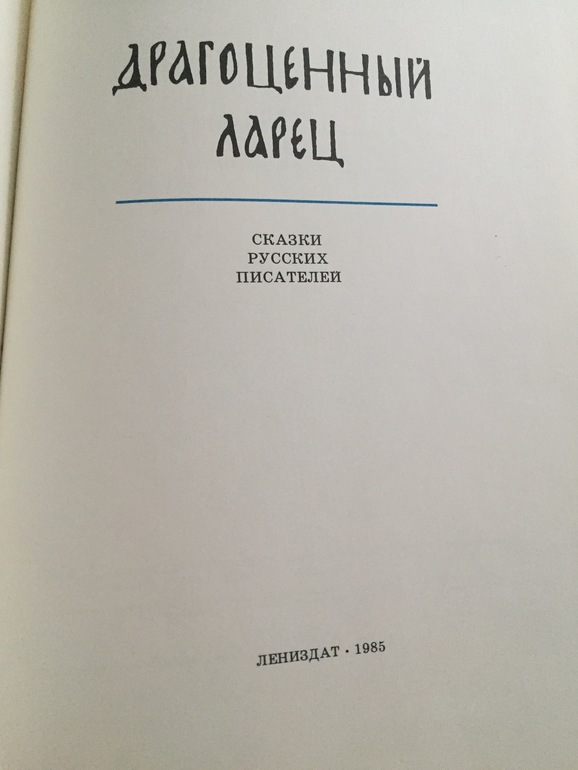 ДРАГОЦЕННЫЙ
ЛАРЕЦ
СКАЗКИ
РУССКИХ
ПИСАТЕЛЕЙ
ЛЕНИЗДАТ · 1985